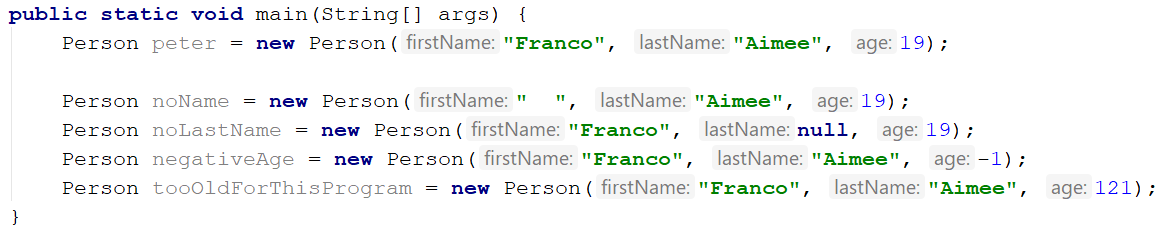 public static void main(String[] args) {
Person peter = new Person( firstName: "Franco", lastName: "Aimee", age: 19);
Person noName = new Person( firstName: "  ", lastName: "Aimee", age: 19);
Person noLastName = new Person( firstName: "Franco", lastName: null, age: 19);
Person negativeAge = new Person( firstName: "Franco", lastName: "Aimee", age: -1);
Person tooOldForThisProgram = new Person( firstName: "Franco", lastName: "Aimee", age: 121);
}